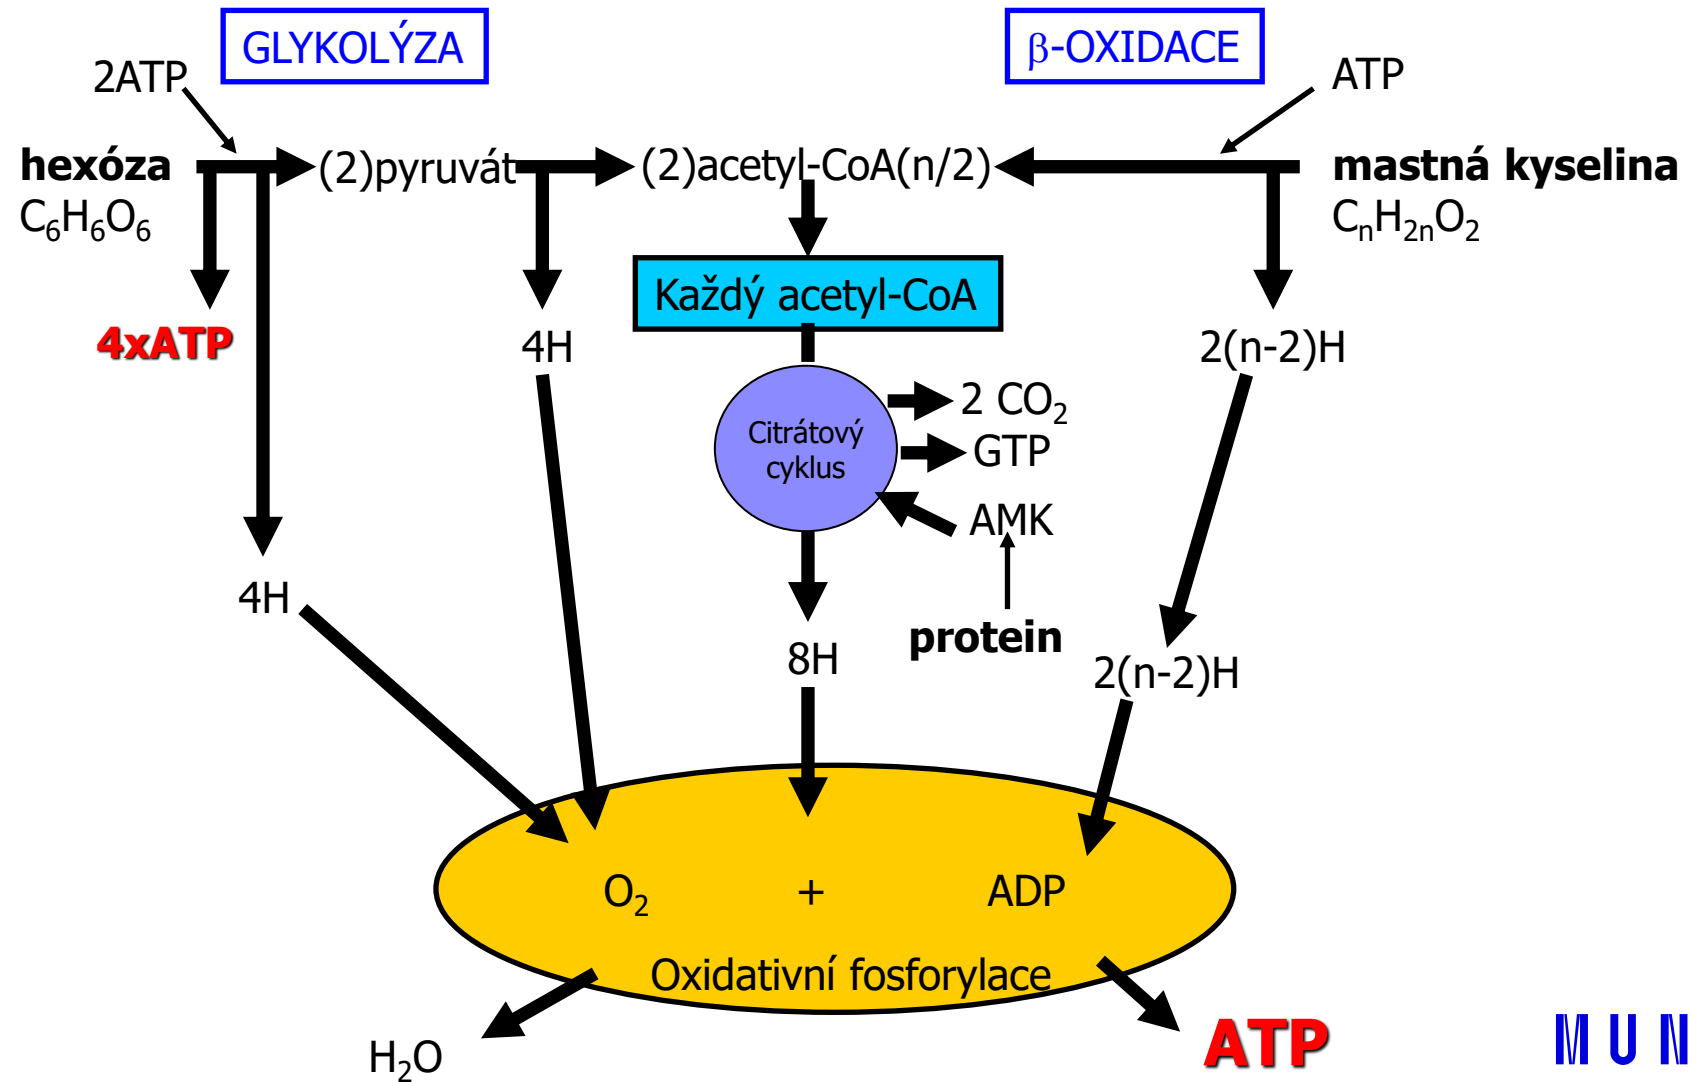 GLYKOLÝZA
β-OXIDACE
2ATP
ATP
hexóza
(2)pyruvát
(2)acetyl-CoA(n/2)
mastná kyselina
C₆H₆O₆
CₙH₂ₙO₂
Každý acetyl-CoA
4xATP
4H
2(n-2)H
2 CO₂
Citrátový
cyklus
GTP
AMK
4H
protein
8H
2(n-2)H
O₂ + ADP
Oxidativní fosforylace
H₂O
ATP
MUN